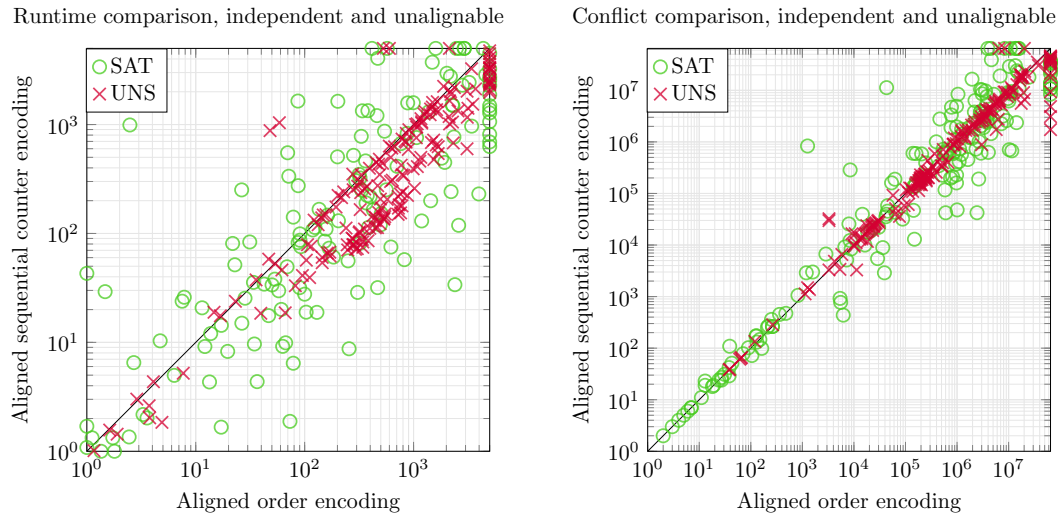 Runtime comparison, independent and unalignable
SAT
UNS
10^3
10^2
10^1
10^0
10^0 10^1 10^2 10^3
Aligned sequential counter encoding
Aligned order encoding
Conflict comparison, independent and unalignable
SAT
UNS
10^7
10^6
10^5
10^4
10^3
10^2
10^1
10^0
10^0 10^1 10^2 10^3 10^4 10^5 10^6 10^7
Aligned sequential counter encoding
Aligned order encoding